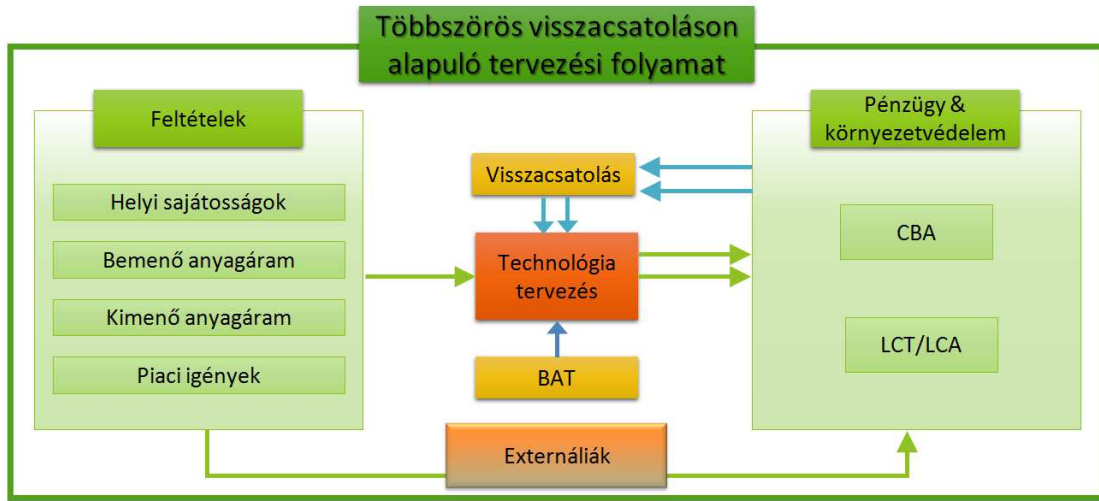 Többszörös visszacsatoláson
alapuló tervezési folyamat
Feltételek
Helyi sajátosságok
Bemenő anyagáram
Kimenő anyagáram
Piaci igények
Visszacsatolás
Technológia
tervezés
BAT
Externáliák
Pénzügy &
környezetvédelem
CBA
LCT/LCA